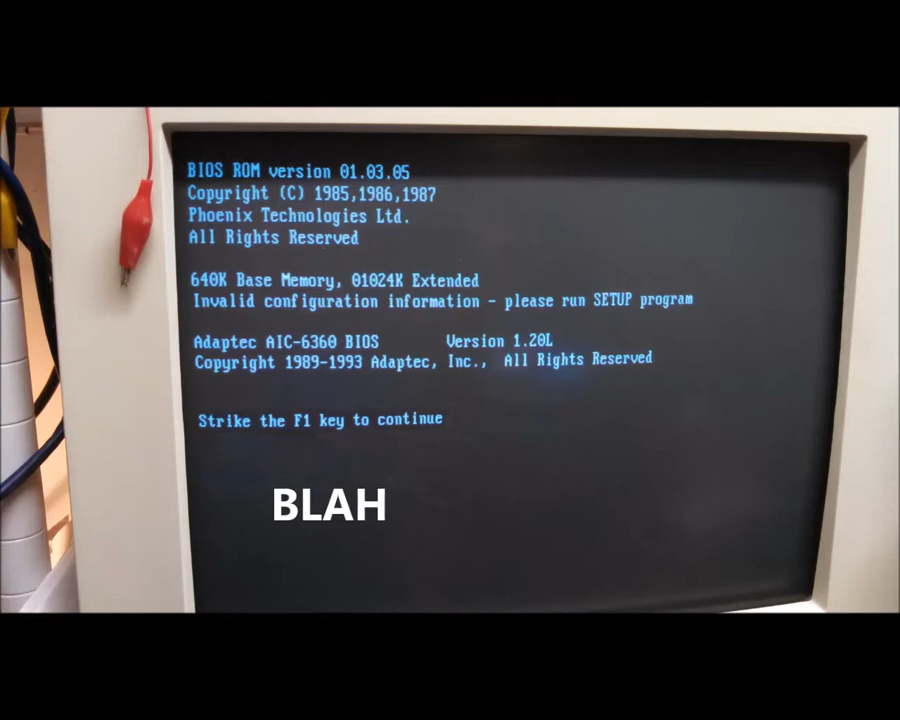 BIOS ROM version 01.03.05
Copyright (C) 1985,1986,1987
Phoenix Technologies Ltd.
All Rights Reserved
640K Base Memory, 01024K Extended
Invalid configuration information - please run SETUP program
Adaptec AIC-6360 BIOS Version 1.20L
Copyright 1989-1993 Adaptec, Inc., All Rights Reserved
Strike the F1 key to continue
BLAH